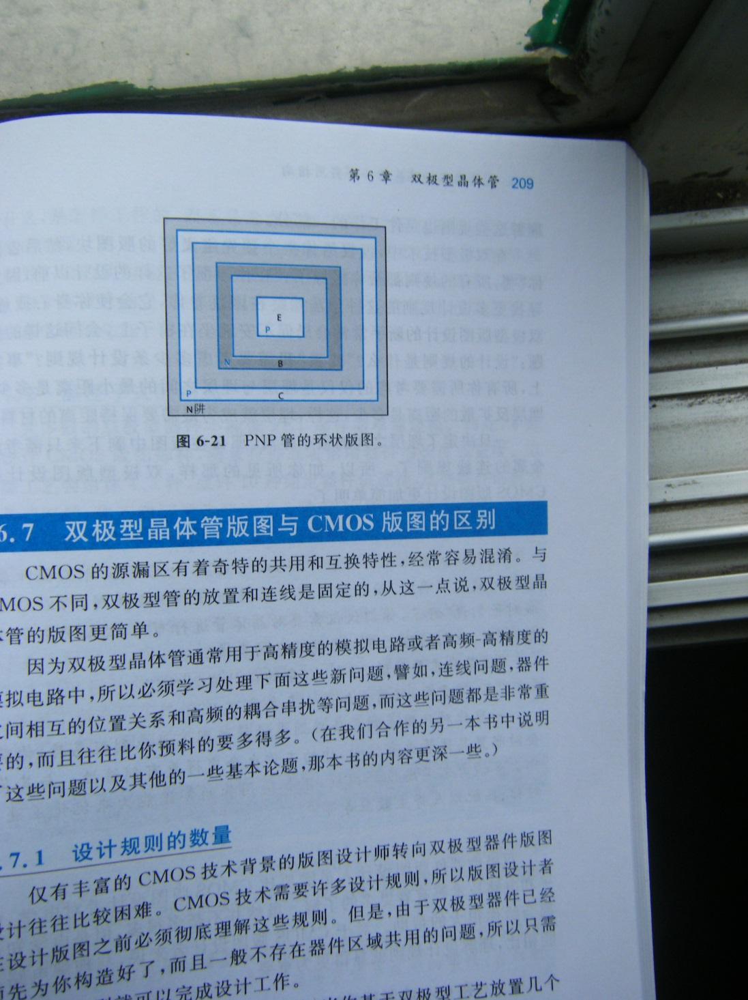 第 6 章 双极型晶体管 209
E
P
N
B
P
C
N阱
图 6-21 PNP 管的环状版图。
6.7 双极型晶体管版图与 CMOS 版图的区别
CMOS 的源漏区有着奇特的共用和互换特性,经常容易混淆。与
MOS 不同,双极型管的放置和连线是固定的,从这一点说,双极型晶
管的版图更简单。
因为双极型晶体管通常用于高精度的模拟电路或者高频-高精度的
拟电路中,所以必须学习处理下面这些新问题,譬如,连线问题,器件
间相互的位置关系和高频的耦合串扰等问题,而这些问题都是非常重
的,而且往往比你预料的要多得多。(在我们合作的另一本书中说明
这些问题以及其他的一些基本论题,那本书的内容更深一些。)
.7.1 设计规则的数量
仅有丰富的 CMOS 技术背景的版图设计师转向双极型器件版图
设计往往比较困难。CMOS 技术需要许多设计规则,所以版图设计者
设计版图之前必须彻底理解这些规则。但是,由于双极型器件已经
先为你构造好了,而且一般不存在器件区域共用的问题,所以只需
就可以完成设计工作。
基于双极型工艺放置几个